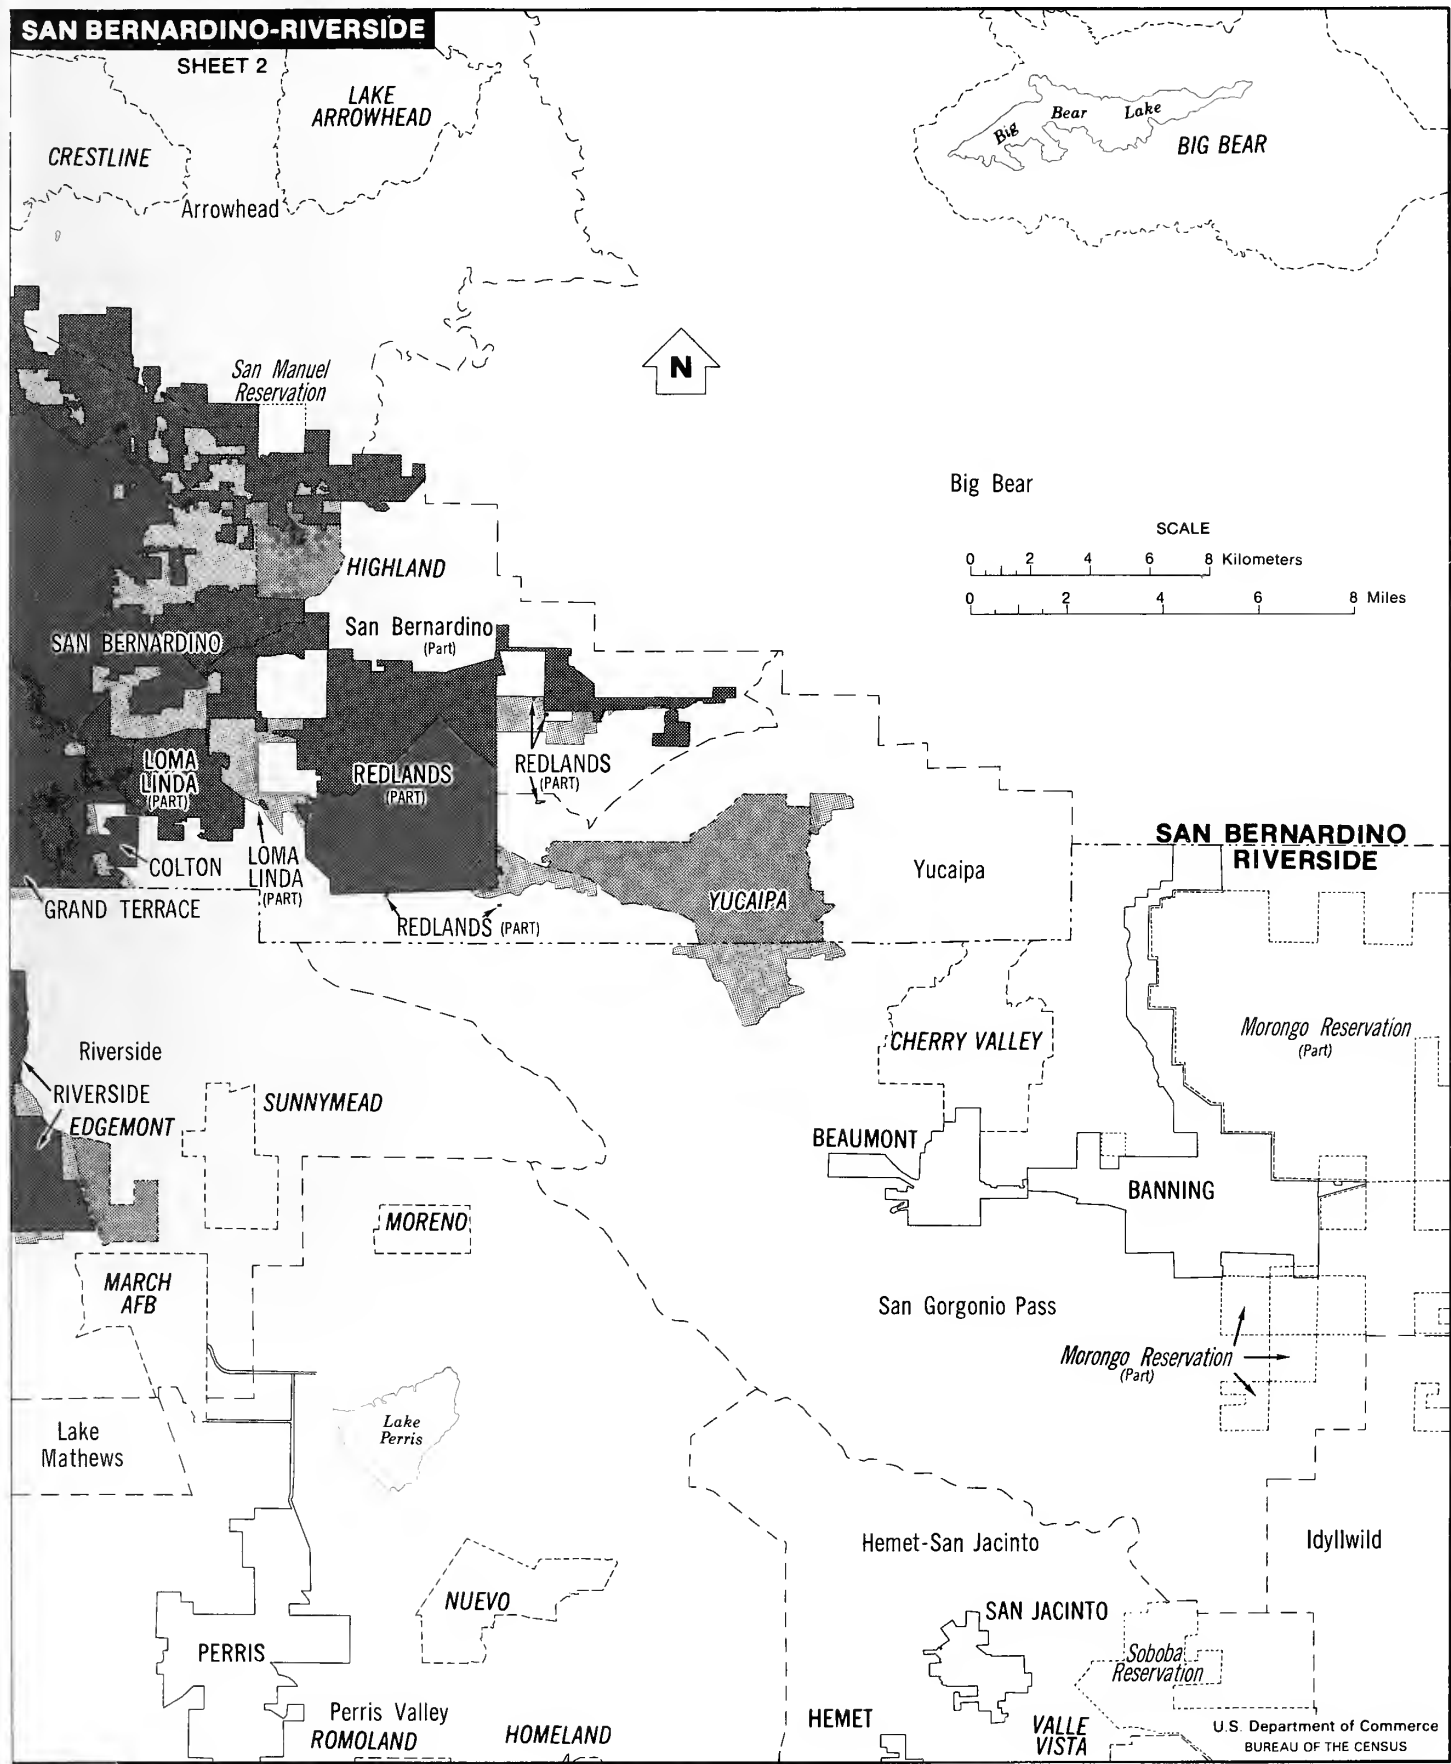 SAN BERNARDINO-RIVERSIDE
SHEET 2
LAKE
ARROWHEAD
CRESTLINE
Arrowhead
Big Bear Lake
BIG BEAR
San Manuel
Reservation
N
Big Bear
SCALE
0 2 4 6 8 Kilometers
0 2 4 6 8 Miles
HIGHLAND
SAN BERNARDINO
San Bernardino
(Part)
LOMA
LINDA
(PART)
REDLANDS
(PART)
REDLANDS
(PART)
COLTON
LOMA
LINDA
(PART)
GRAND TERRACE
REDLANDS (PART)
YUCAIPA
Yucaipa
SAN BERNARDINO
RIVERSIDE
Riverside
RIVERSIDE
EDGEMONT
SUNNYMEAD
CHERRY VALLEY
Morongo Reservation
(Part)
BEAUMONT
BANNING
MORENO
MARCH
AFB
San Gorgonio Pass
Morongo Reservation
(Part)
Lake
Mathews
Lake
Perris
Hemet-San Jacinto
Idyllwild
NUEVO
SAN JACINTO
PERRIS
Soboba
Reservation
Perris Valley
ROMOLAND
HOMELAND
HEMET
VALLE
VISTA
U.S. Department of Commerce
BUREAU OF THE CENSUS